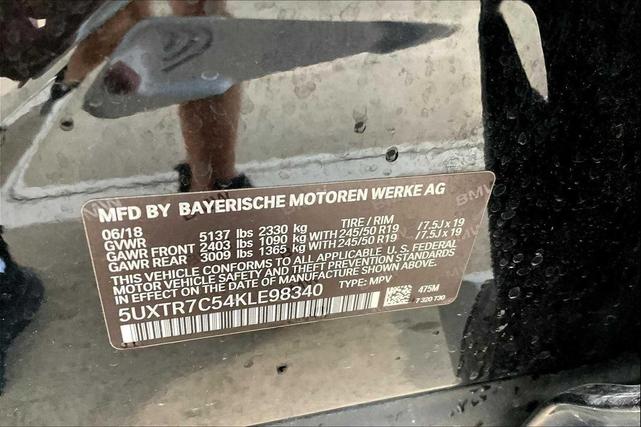 MFD BY BAYERISCHE MOTOREN WERKE AG
06/18 TIRE / RIM
GVWR 5137 lbs 2330 kg
GAWR FRONT 2403 lbs 1090 kg WITH 245/50 R19 /7.5J x 19
GAWR REAR 3009 lbs 1365 kg WITH 245/50 R19 /7.5J x 19
THIS VEHICLE CONFORMS TO ALL APPLICABLE U. S. FEDERAL
MOTOR VEHICLE SAFETY AND THEFT PREVENTION STANDARDS
IN EFFECT ON THE DATE OF MANUFACTURE SHOWN ABOVE.
5UXTR7C54KLE98340 TYPE: MPV
475M
7 320 730
BMW